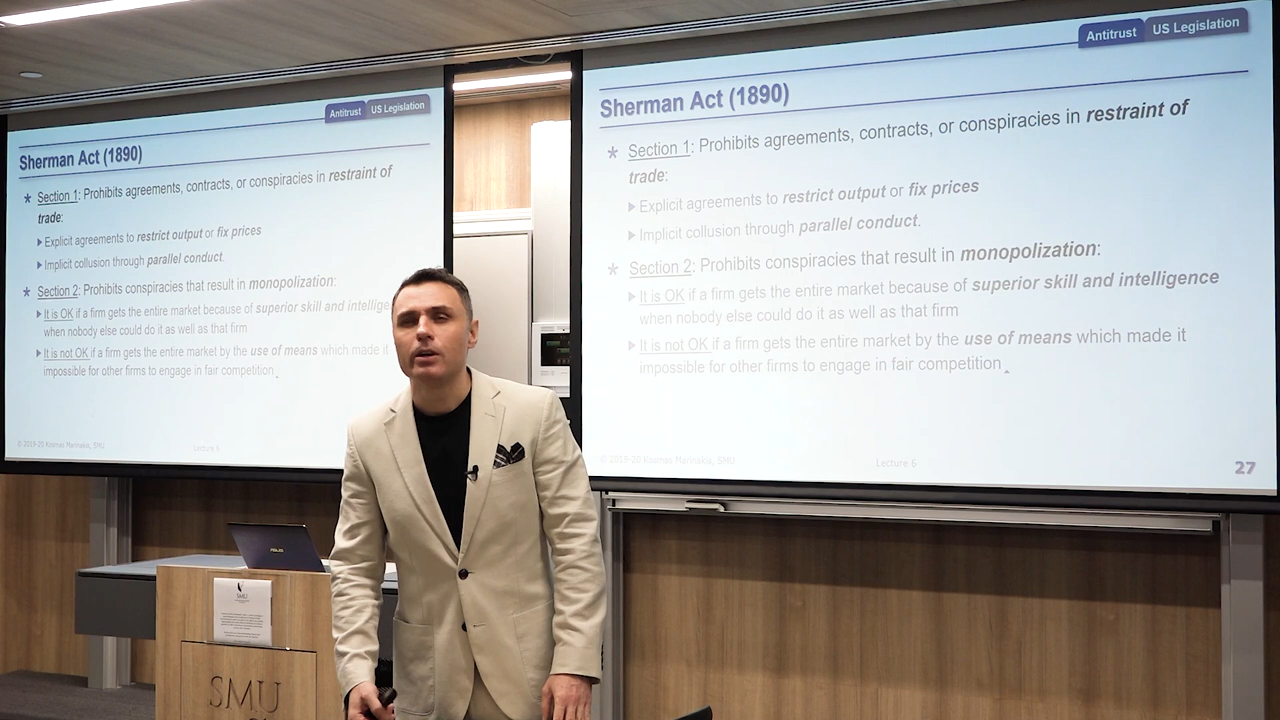 Antitrust US Legislation
Sherman Act (1890)
* Section 1: Prohibits agreements, contracts, or conspiracies in restraint of
trade:
Explicit agreements to restrict output or fix prices
Implicit collusion through parallel conduct.
* Section 2: Prohibits conspiracies that result in monopolization:
It is OK if a firm gets the entire market because of superior skill and intellige
when nobody else could do it as well as that firm
It is not OK if a firm gets the entire market by the use of means which made it
impossible for other firms to engage in fair competition
© 2019-20 Kosmas Marinakis, SMU
Lecture 6
Antitrust US Legislation
Sherman Act (1890)
* Section 1: Prohibits agreements, contracts, or conspiracies in restraint of
trade:
Explicit agreements to restrict output or fix prices
Implicit collusion through parallel conduct.
* Section 2: Prohibits conspiracies that result in monopolization:
It is OK if a firm gets the entire market because of superior skill and intelligence
when nobody else could do it as well as that firm
It is not OK if a firm gets the entire market by the use of means which made it
impossible for other firms to engage in fair competition
© 2019-20 Kosmas Marinakis, SMU
Lecture 6
27
ASUS
SMU
SMU